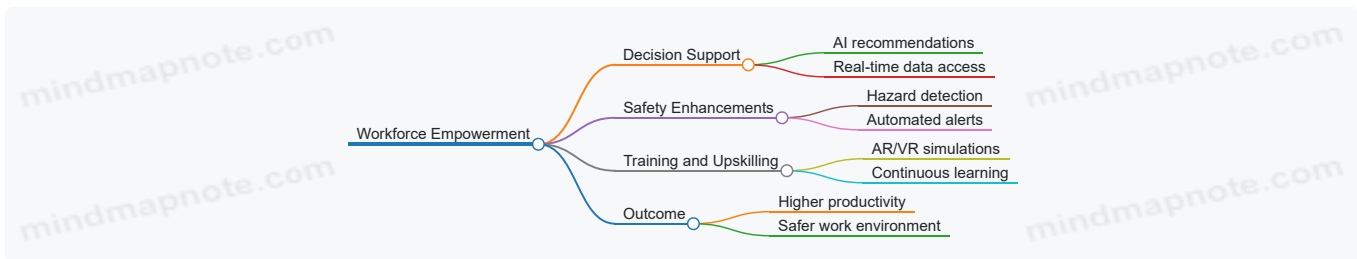 mindmapnote.com
mindmapnote.com
Workforce Empowerment
Decision Support
AI recommendations
Real-time data access
Safety Enhancements
Hazard detection
Automated alerts
Training and Upskilling
AR/VR simulations
Continuous learning
Outcome
Higher productivity
Safer work environment
mindmapnote.com
mindmapnote.com